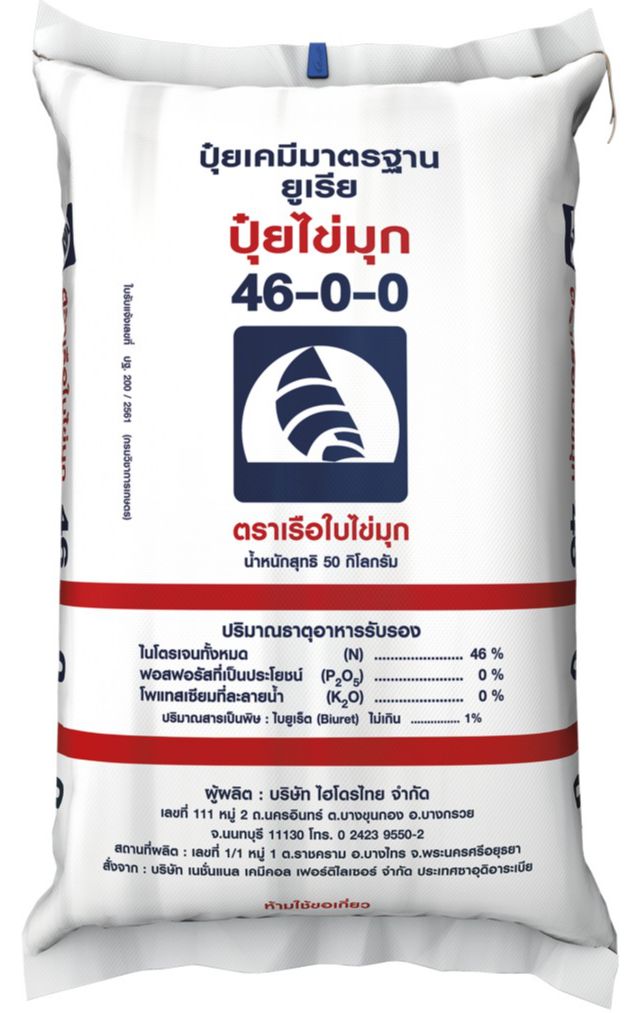 ปุ๋ยเคมีมาตรฐาน
ยูเรีย
ปุ๋ยไข่มุก
46-0-0
ใบรับแจ้งเลขที่ ปฐ. 200 / 2561 (กรมวิชาการเกษตร)
ตราเรือใบไข่มุก
น้ำหนักสุทธิ 50 กิโลกรัม
ปริมาณธาตุอาหารรับรอง
ไนโตรเจนทั้งหมด (N) ...................... 46 %
ฟอสฟอรัสที่เป็นประโยชน์ (P₂O₅) ...................... 0 %
โพแทสเซียมที่ละลายน้ำ (K₂O) ...................... 0 %
ปริมาณสารเป็นพิษ : ไบยูเร็ต (Biuret) ไม่เกิน .............. 1%
ผู้ผลิต : บริษัท ไฮโดรไทย จำกัด
เลขที่ 111 หมู่ 2 ถ.นครอินทร์ ต.บางขุนกอง อ.บางกรวย
จ.นนทบุรี 11130 โทร. 0 2423 9550-2
สถานที่ผลิต : เลขที่ 1/1 หมู่ 1 ต.ราชคราม อ.บางไทร จ.พระนครศรีอยุธยา
สั่งจาก : บริษัท เนชั่นแนล เคมีคอล เฟอร์ติไลเซอร์ จำกัด ประเทศซาอุดิอาระเบีย
ห้ามใช้ขอเกี่ยว